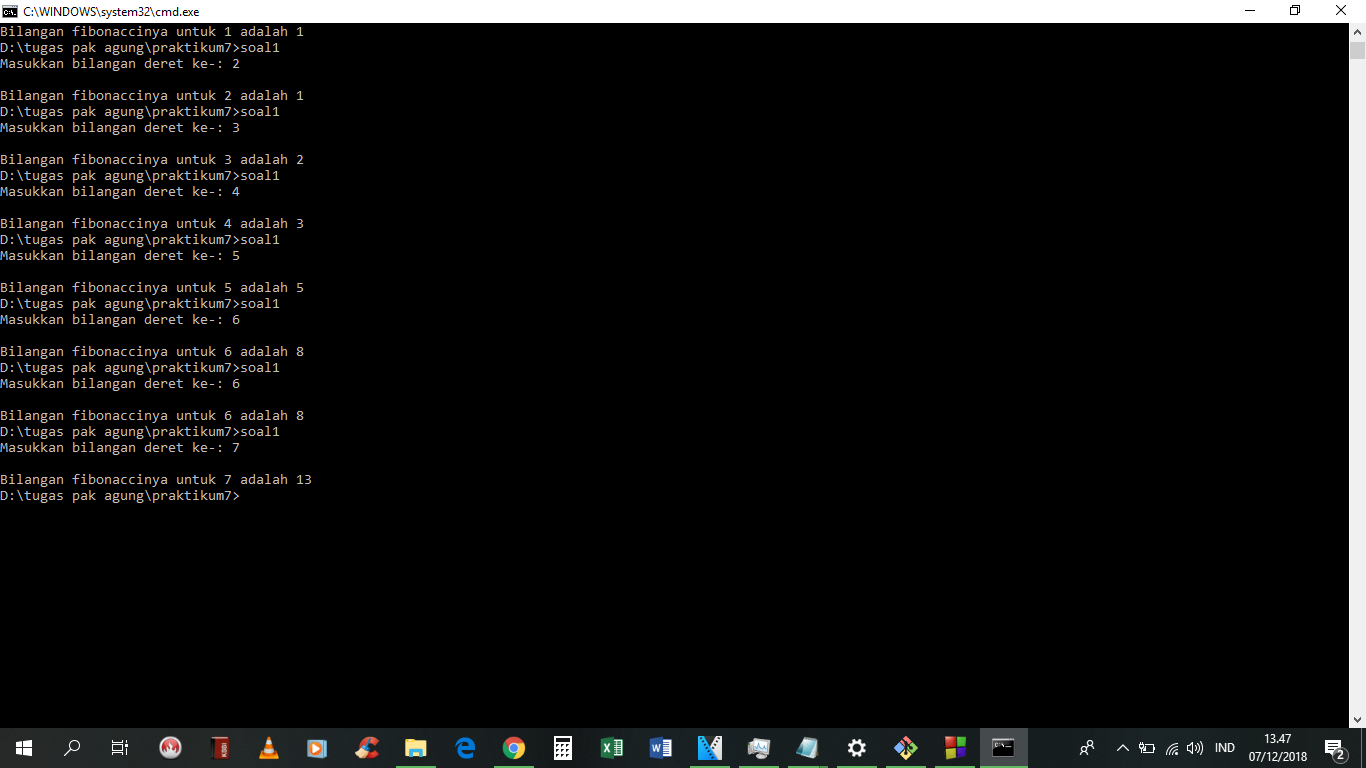 C:\WINDOWS\system32\cmd.exe
Bilangan fibonaccinya untuk 1 adalah 1
D:\tugas pak agung\praktikum7>soal1
Masukkan bilangan deret ke-: 2
Bilangan fibonaccinya untuk 2 adalah 1
D:\tugas pak agung\praktikum7>soal1
Masukkan bilangan deret ke-: 3
Bilangan fibonaccinya untuk 3 adalah 2
D:\tugas pak agung\praktikum7>soal1
Masukkan bilangan deret ke-: 4
Bilangan fibonaccinya untuk 4 adalah 3
D:\tugas pak agung\praktikum7>soal1
Masukkan bilangan deret ke-: 5
Bilangan fibonaccinya untuk 5 adalah 5
D:\tugas pak agung\praktikum7>soal1
Masukkan bilangan deret ke-: 6
Bilangan fibonaccinya untuk 6 adalah 8
D:\tugas pak agung\praktikum7>soal1
Masukkan bilangan deret ke-: 6
Bilangan fibonaccinya untuk 6 adalah 8
D:\tugas pak agung\praktikum7>soal1
Masukkan bilangan deret ke-: 7
Bilangan fibonaccinya untuk 7 adalah 13
D:\tugas pak agung\praktikum7>
KBBI
IND
13.47
07/12/2018
2